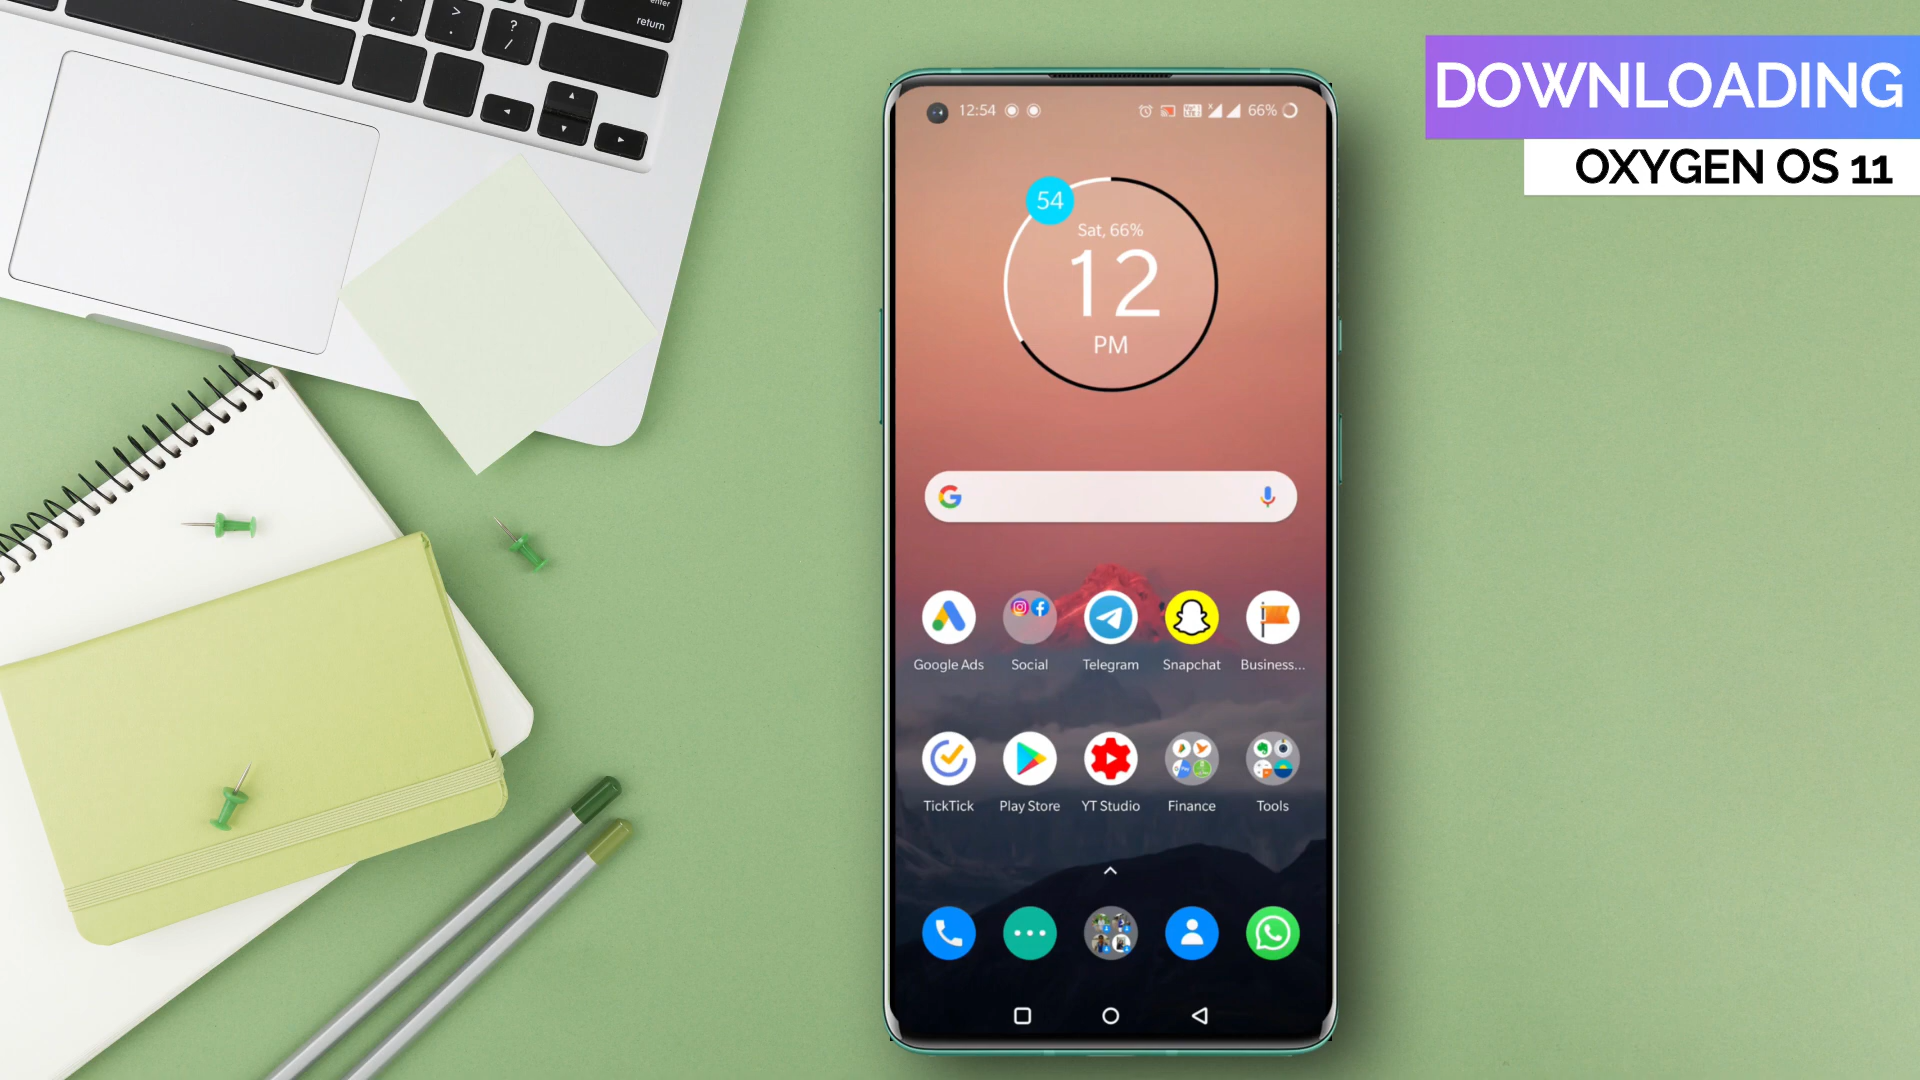 enter
return
DOWNLOADING
OXYGEN OS 11
12:54
66%
54
Sat, 66%
12
PM
Google Ads
Social
Telegram
Snapchat
Business...
TickTick
Play Store
YT Studio
Finance
Tools